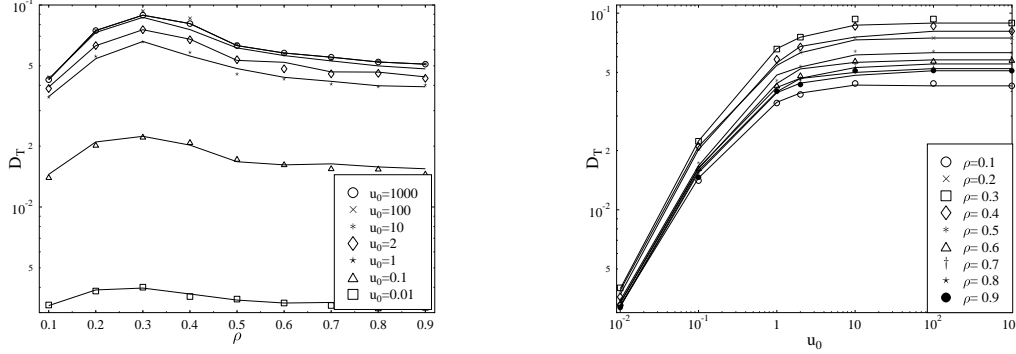 10⁻¹
5
2
10⁻²
5
D_T
0.1 0.2 0.3 0.4 0.5 0.6 0.7 0.8 0.9
ρ
u₀=1000
u₀=100
u₀=10
u₀=2
u₀=1
u₀=0.1
u₀=0.01
10⁻¹
5
2
10⁻²
5
D_T
10⁻² 10⁻¹ 1 10 10² 10
u₀
ρ=0.1
ρ=0.2
ρ= 0.3
ρ= 0.4
ρ= 0.5
ρ= 0.6
ρ= 0.7
ρ= 0.8
ρ= 0.9